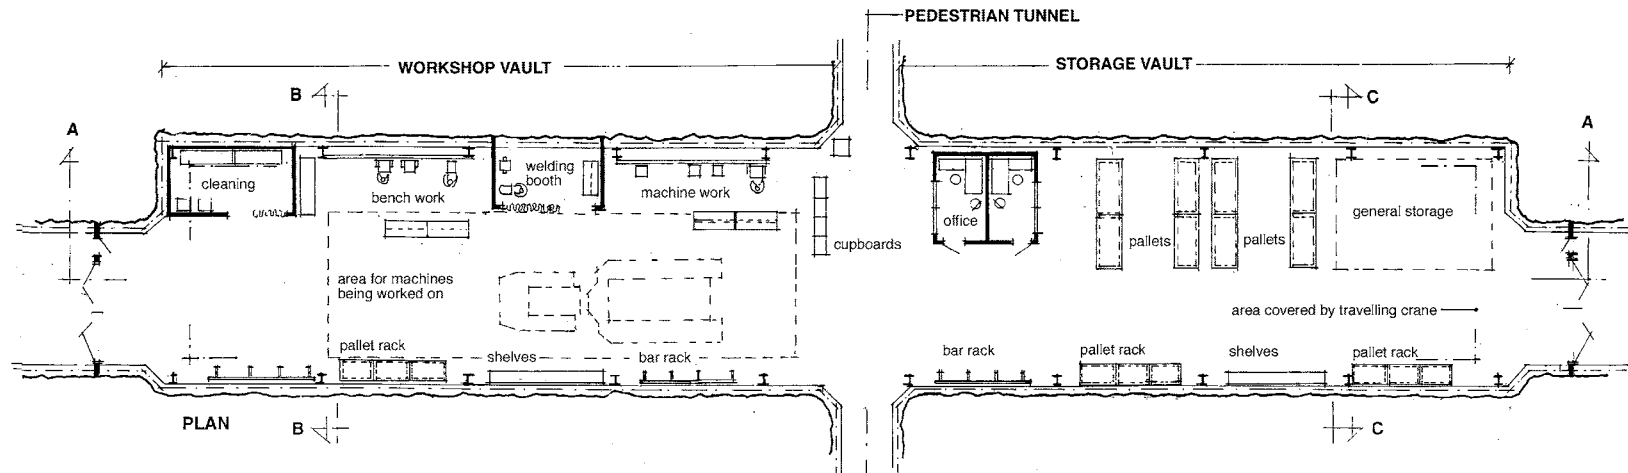 PEDESTRIAN TUNNEL
WORKSHOP VAULT
STORAGE VAULT
B
C
A
A
cleaning
bench work
welding
booth
machine work
cupboards
office
pallets
pallets
general storage
area for machines
being worked on
area covered by travelling crane
pallet rack
shelves
bar rack
bar rack
pallet rack
shelves
pallet rack
PLAN
B
C